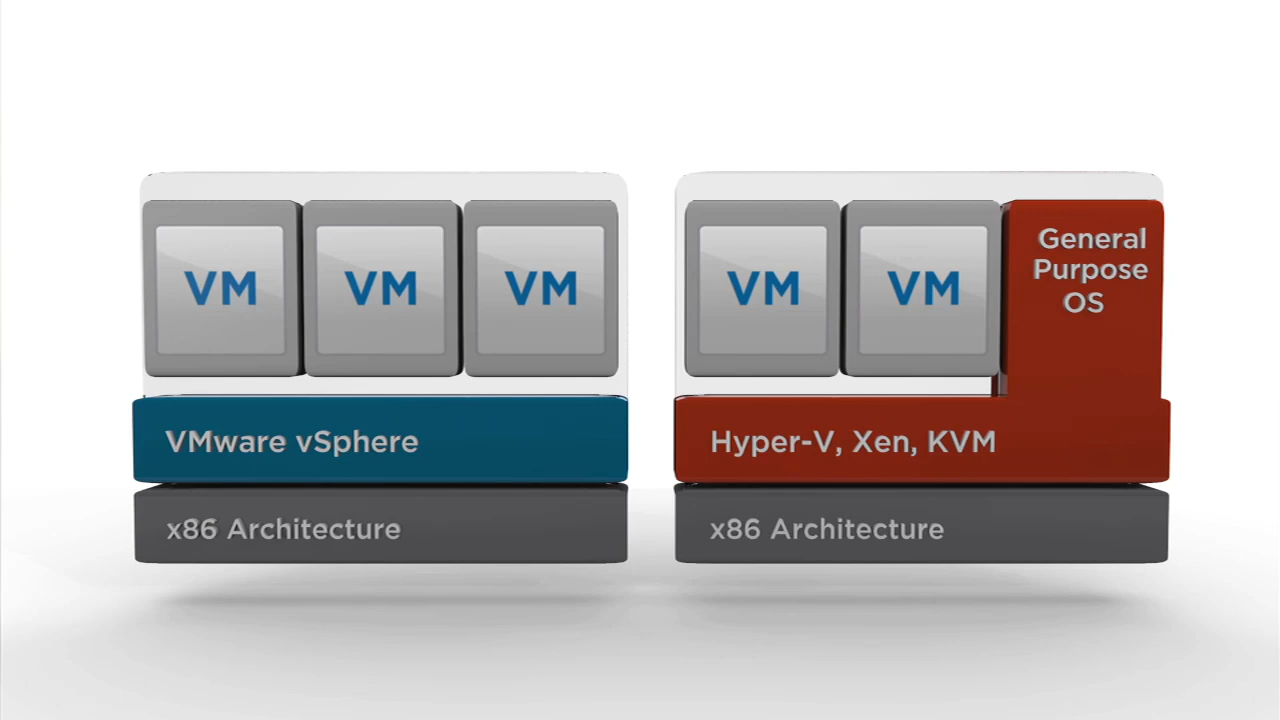 VM
VM
VM
VMware vSphere
x86 Architecture
VM
VM
General
Purpose
OS
Hyper-V, Xen, KVM
x86 Architecture